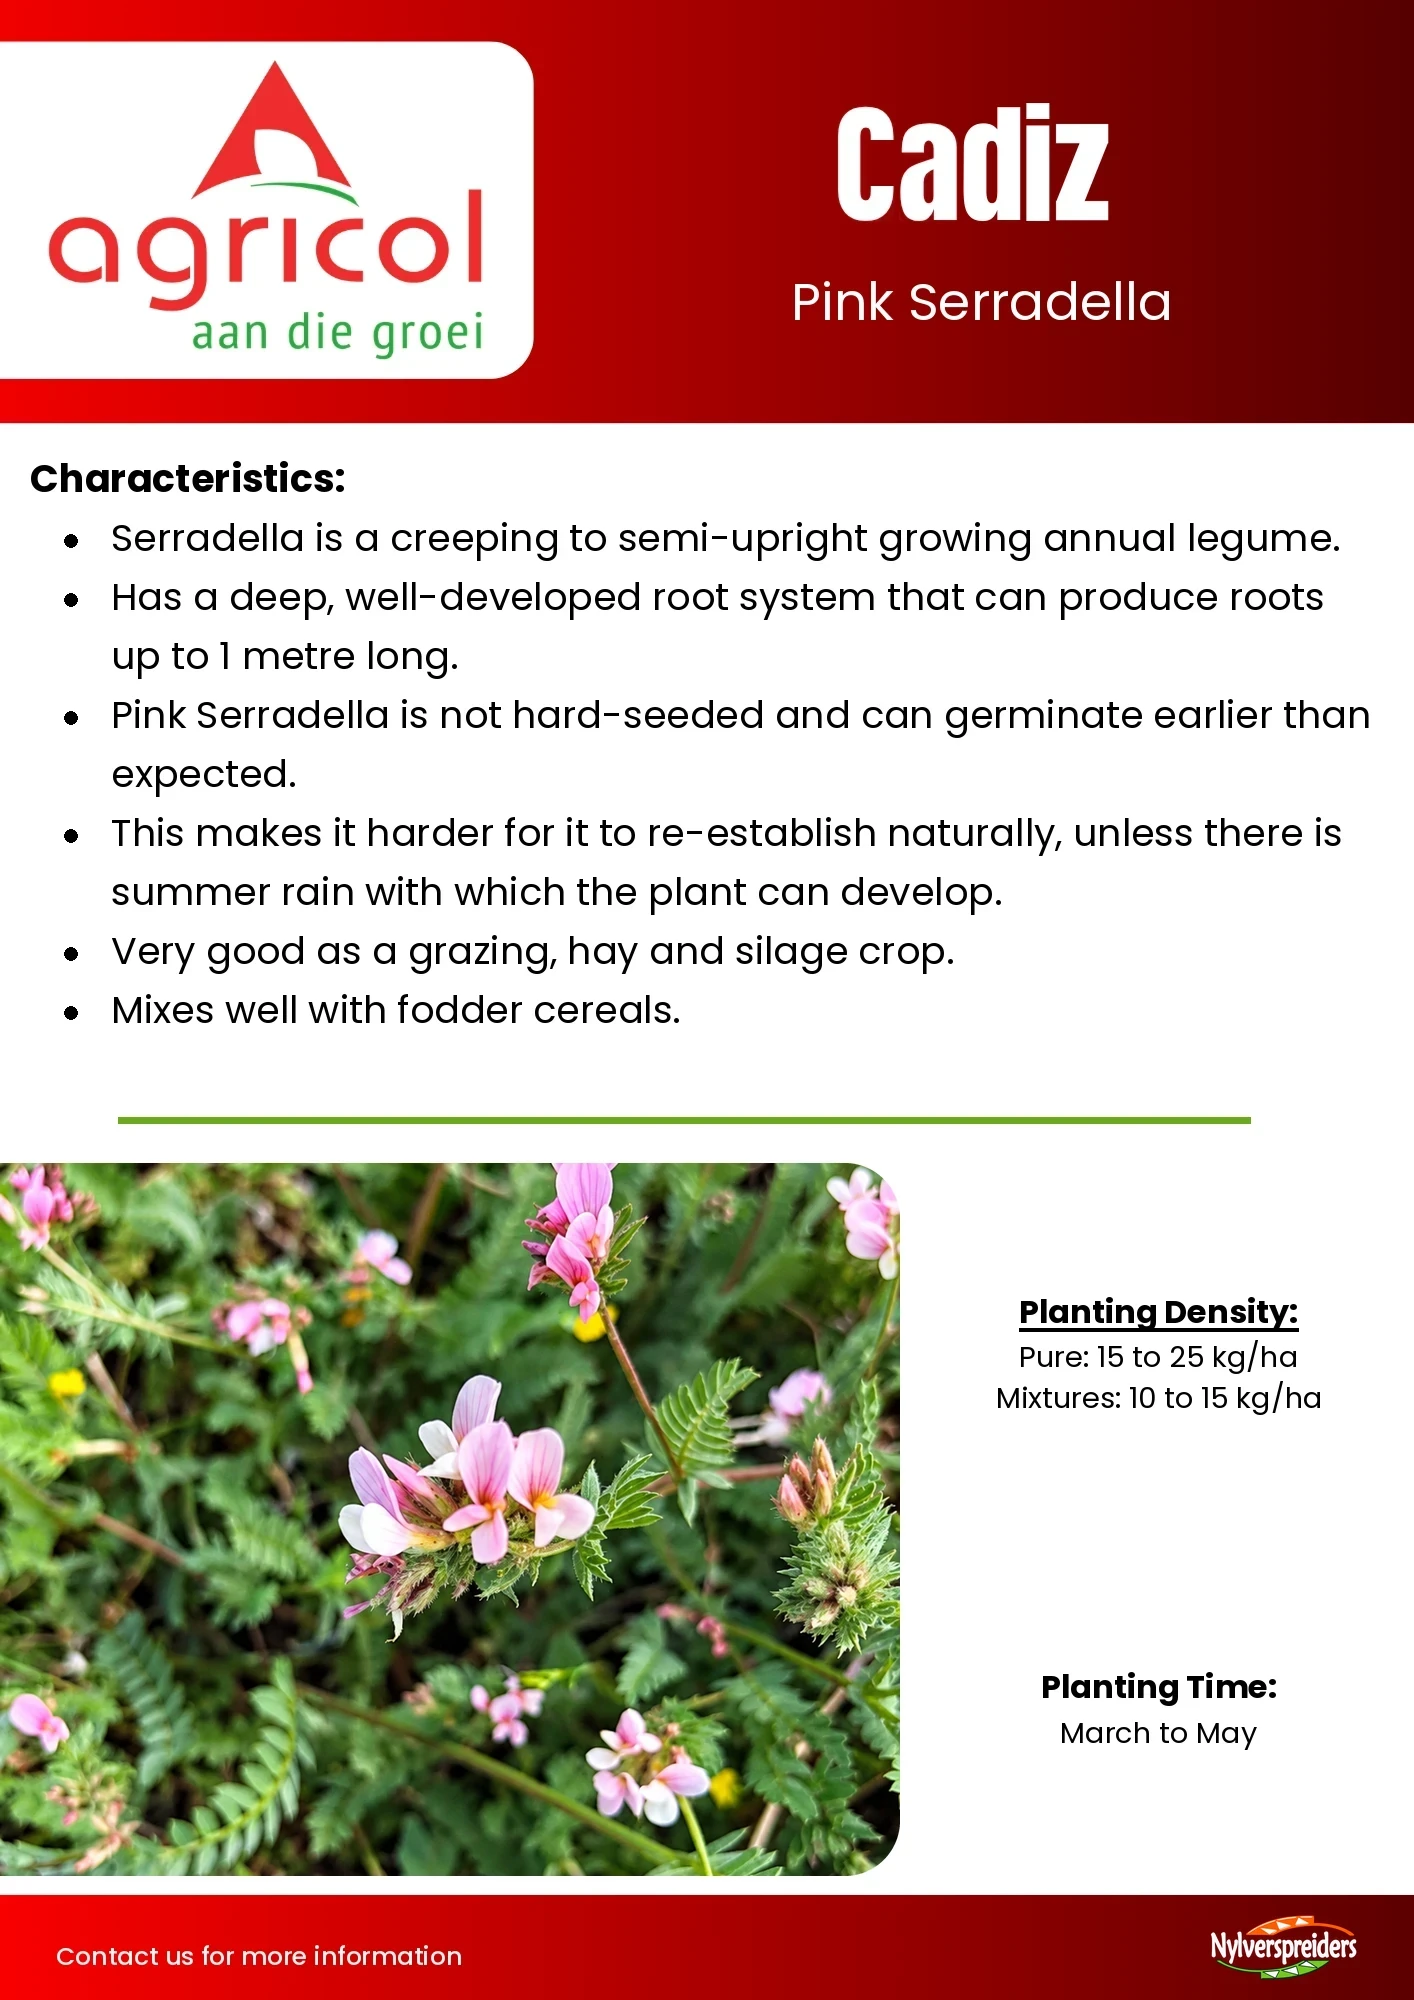 agricol
aan die groei
Cadiz
Pink Serradella
Characteristics:
• Serradella is a creeping to semi-upright growing annual legume.
• Has a deep, well-developed root system that can produce roots
up to 1 metre long.
• Pink Serradella is not hard-seeded and can germinate earlier than
expected.
• This makes it harder for it to re-establish naturally, unless there is
summer rain with which the plant can develop.
• Very good as a grazing, hay and silage crop.
• Mixes well with fodder cereals.
Planting Density:
Pure: 15 to 25 kg/ha
Mixtures: 10 to 15 kg/ha
Planting Time:
March to May
Contact us for more information
Nylverspreiders